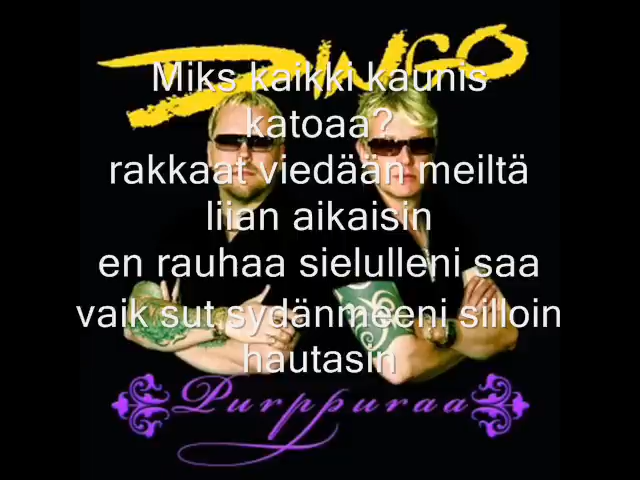 DINGO
Miks kaikki kaunis
katoaa?
rakkaat viedään meiltä
liian aikaisin
en rauhaa sielulleni saa
vaik sut sydänmeeni silloin
hautasin
Purppuraa